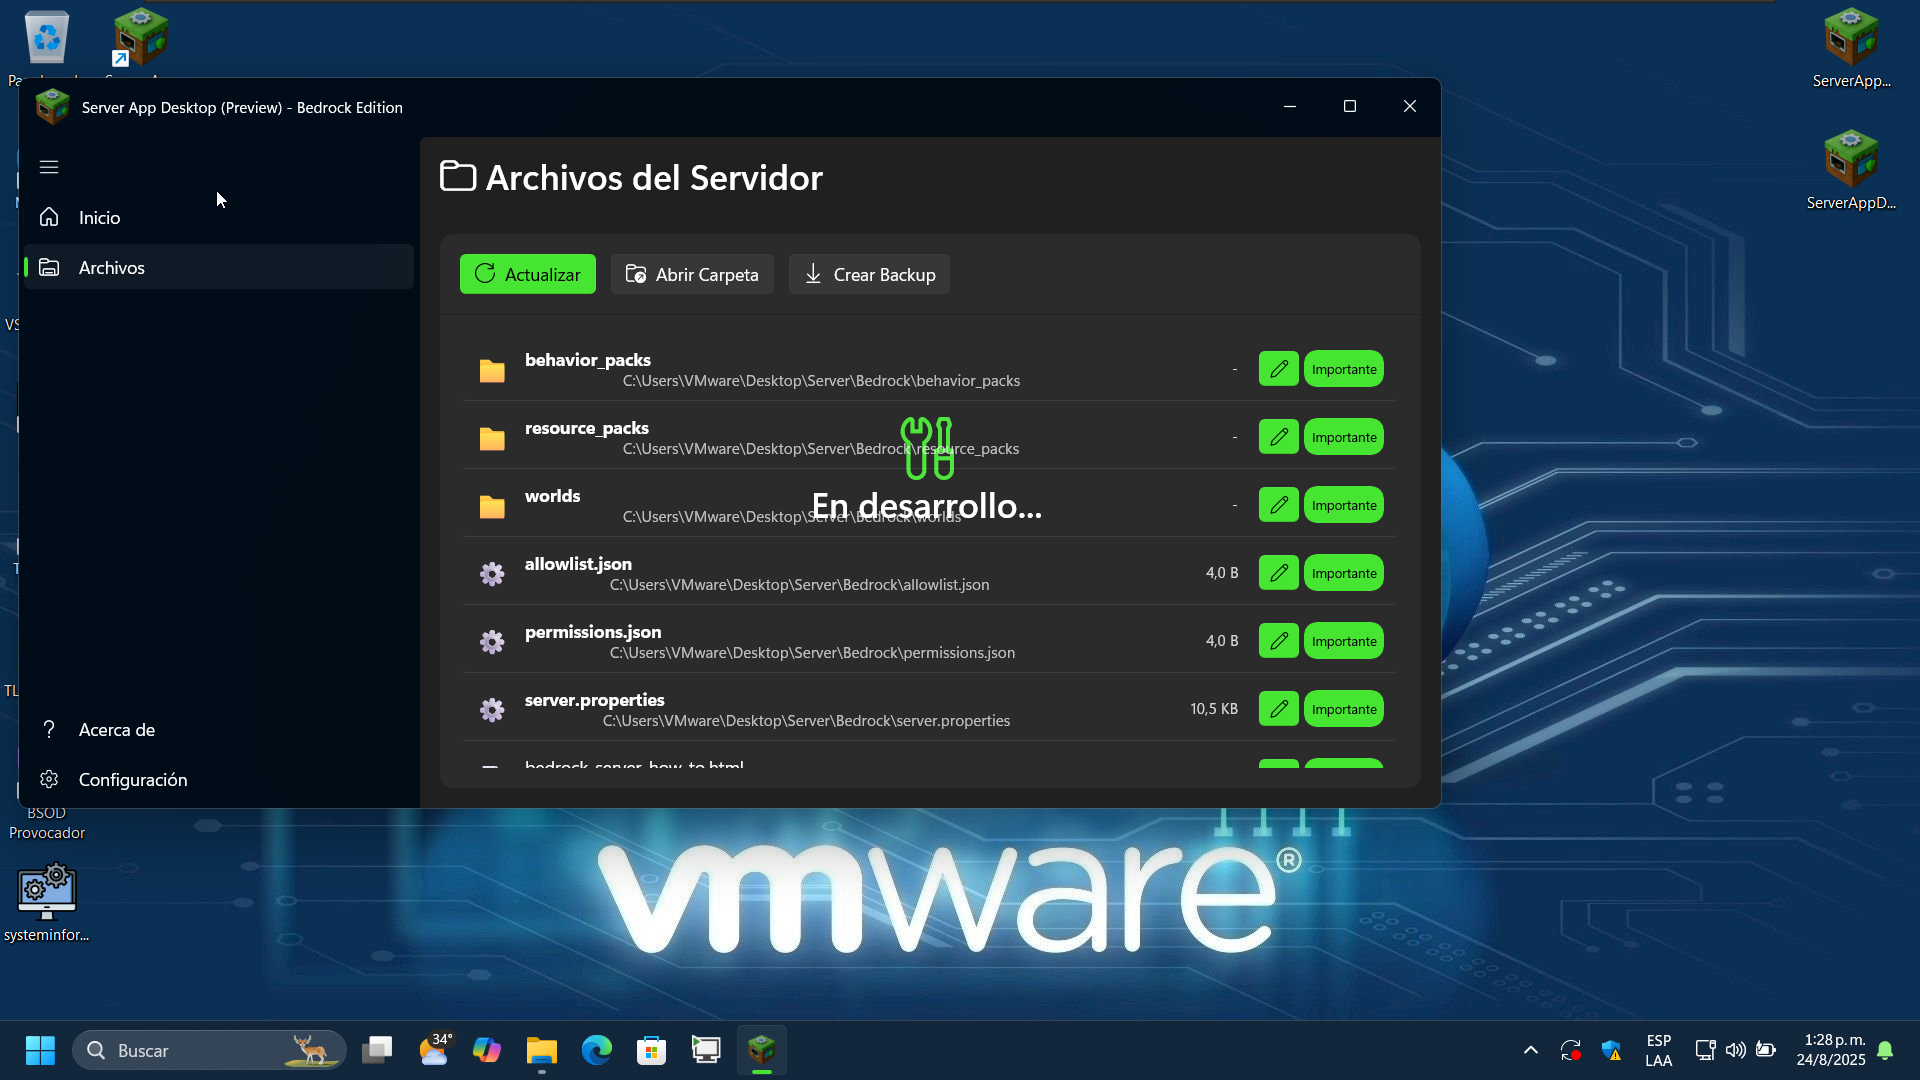 ServerApp...
ServerAppD...
Server App Desktop (Preview) - Bedrock Edition
Inicio
Archivos
Acerca de
Configuración
Archivos del Servidor
Actualizar
Abrir Carpeta
Crear Backup
behavior_packs
C:\Users\VMware\Desktop\Server\Bedrock\behavior_packs
-
Importante
resource_packs
C:\Users\VMware\Desktop\Server\Bedrock\resource_packs
-
Importante
worlds
C:\Users\VMware\Desktop\Server\Bedrock\worlds
-
Importante
En desarrollo...
allowlist.json
C:\Users\VMware\Desktop\Server\Bedrock\allowlist.json
4,0 B
Importante
permissions.json
C:\Users\VMware\Desktop\Server\Bedrock\permissions.json
4,0 B
Importante
server.properties
C:\Users\VMware\Desktop\Server\Bedrock\server.properties
10,5 KB
Importante
bedrock_server_how_to.html
VS
TL
BSOD
Provocador
systeminfor...
vmware®
Buscar
34°
ESP
LAA
1:28 p. m.
24/8/2025